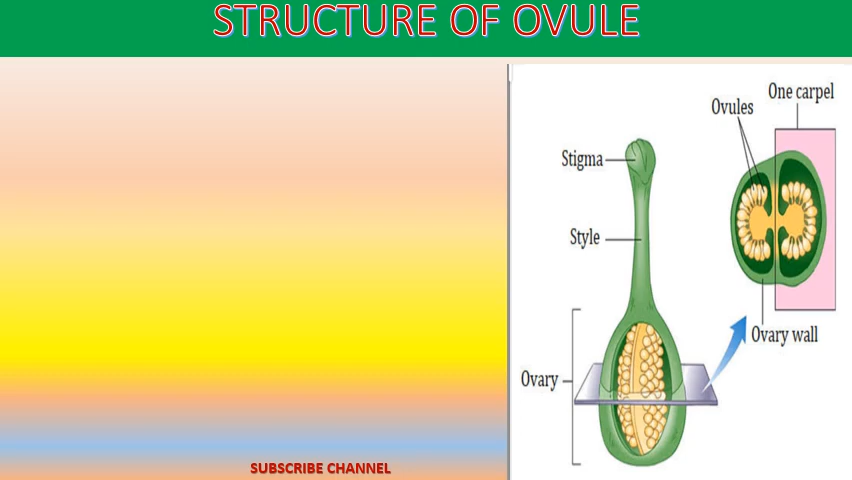 STRUCTURE OF OVULE
One carpel
Ovules
Stigma
Style
Ovary wall
Ovary
SUBSCRIBE CHANNEL